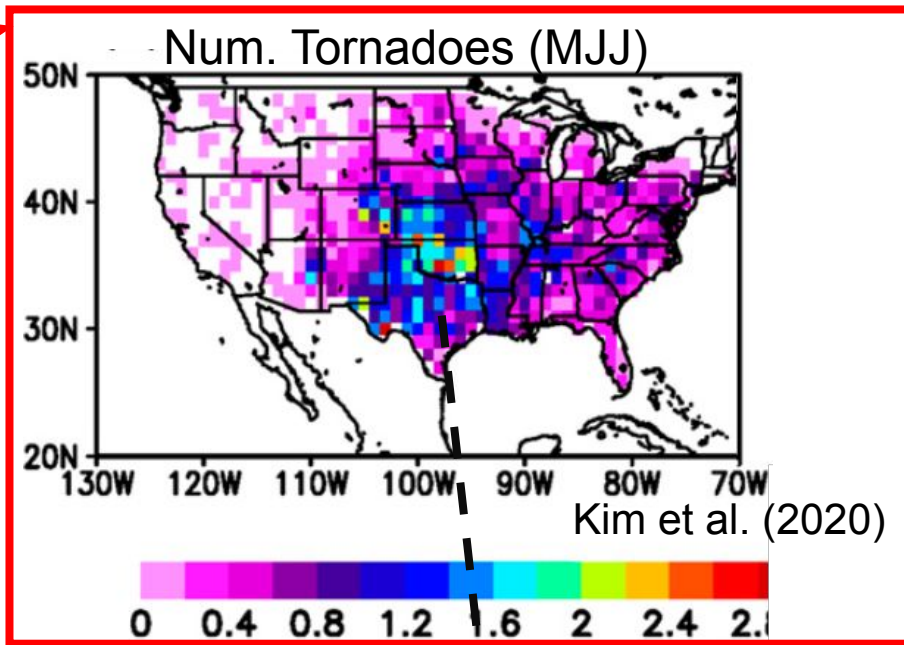 Num. Tornadoes (MJJ)
50N
40N
30N
20N
130W 120W 110W 100W 90W 80W 70W
Kim et al. (2020)
0 0.4 0.8 1.2 1.6 2 2.4